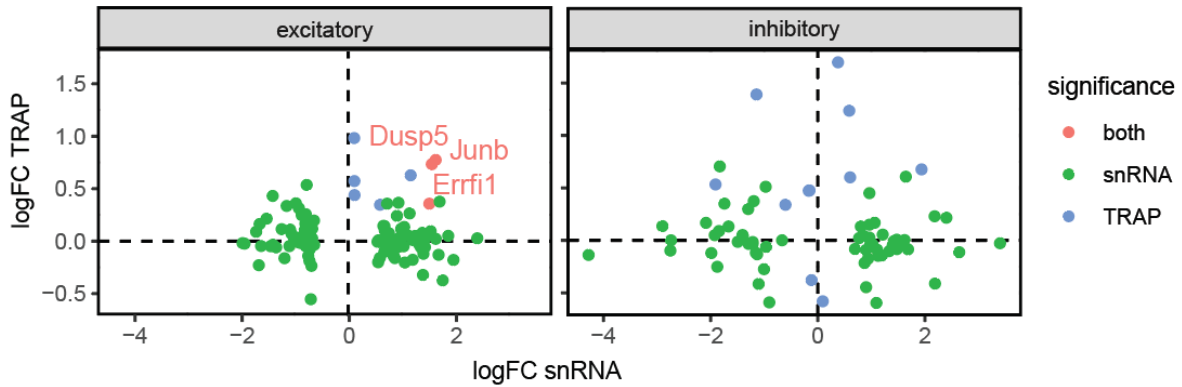 excitatory
inhibitory
logFC TRAP
1.5
1.0
0.5
0.0
−0.5
Dusp5
Junb
Errfi1
−4
−2
0
2
−4
−2
0
2
logFC snRNA
significance
both
snRNA
TRAP